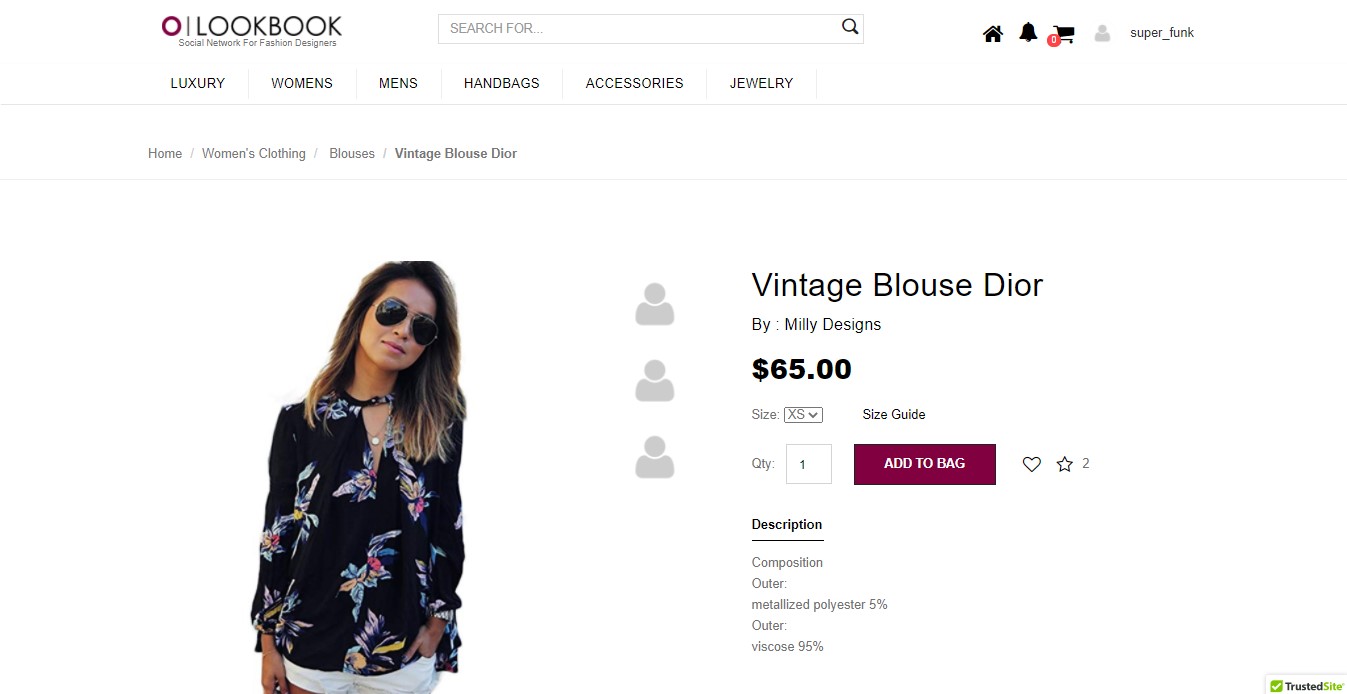 O|LOOKBOOK
Social Network For Fashion Designers
SEARCH FOR...
0
super_funk
LUXURY
WOMENS
MENS
HANDBAGS
ACCESSORIES
JEWELRY
Home / Women's Clothing / Blouses / Vintage Blouse Dior
Vintage Blouse Dior
By : Milly Designs
$65.00
Size: XS Size Guide
Qty: 1 ADD TO BAG 2
Description
Composition
Outer:
metallized polyester 5%
Outer:
viscose 95%
TrustedSite